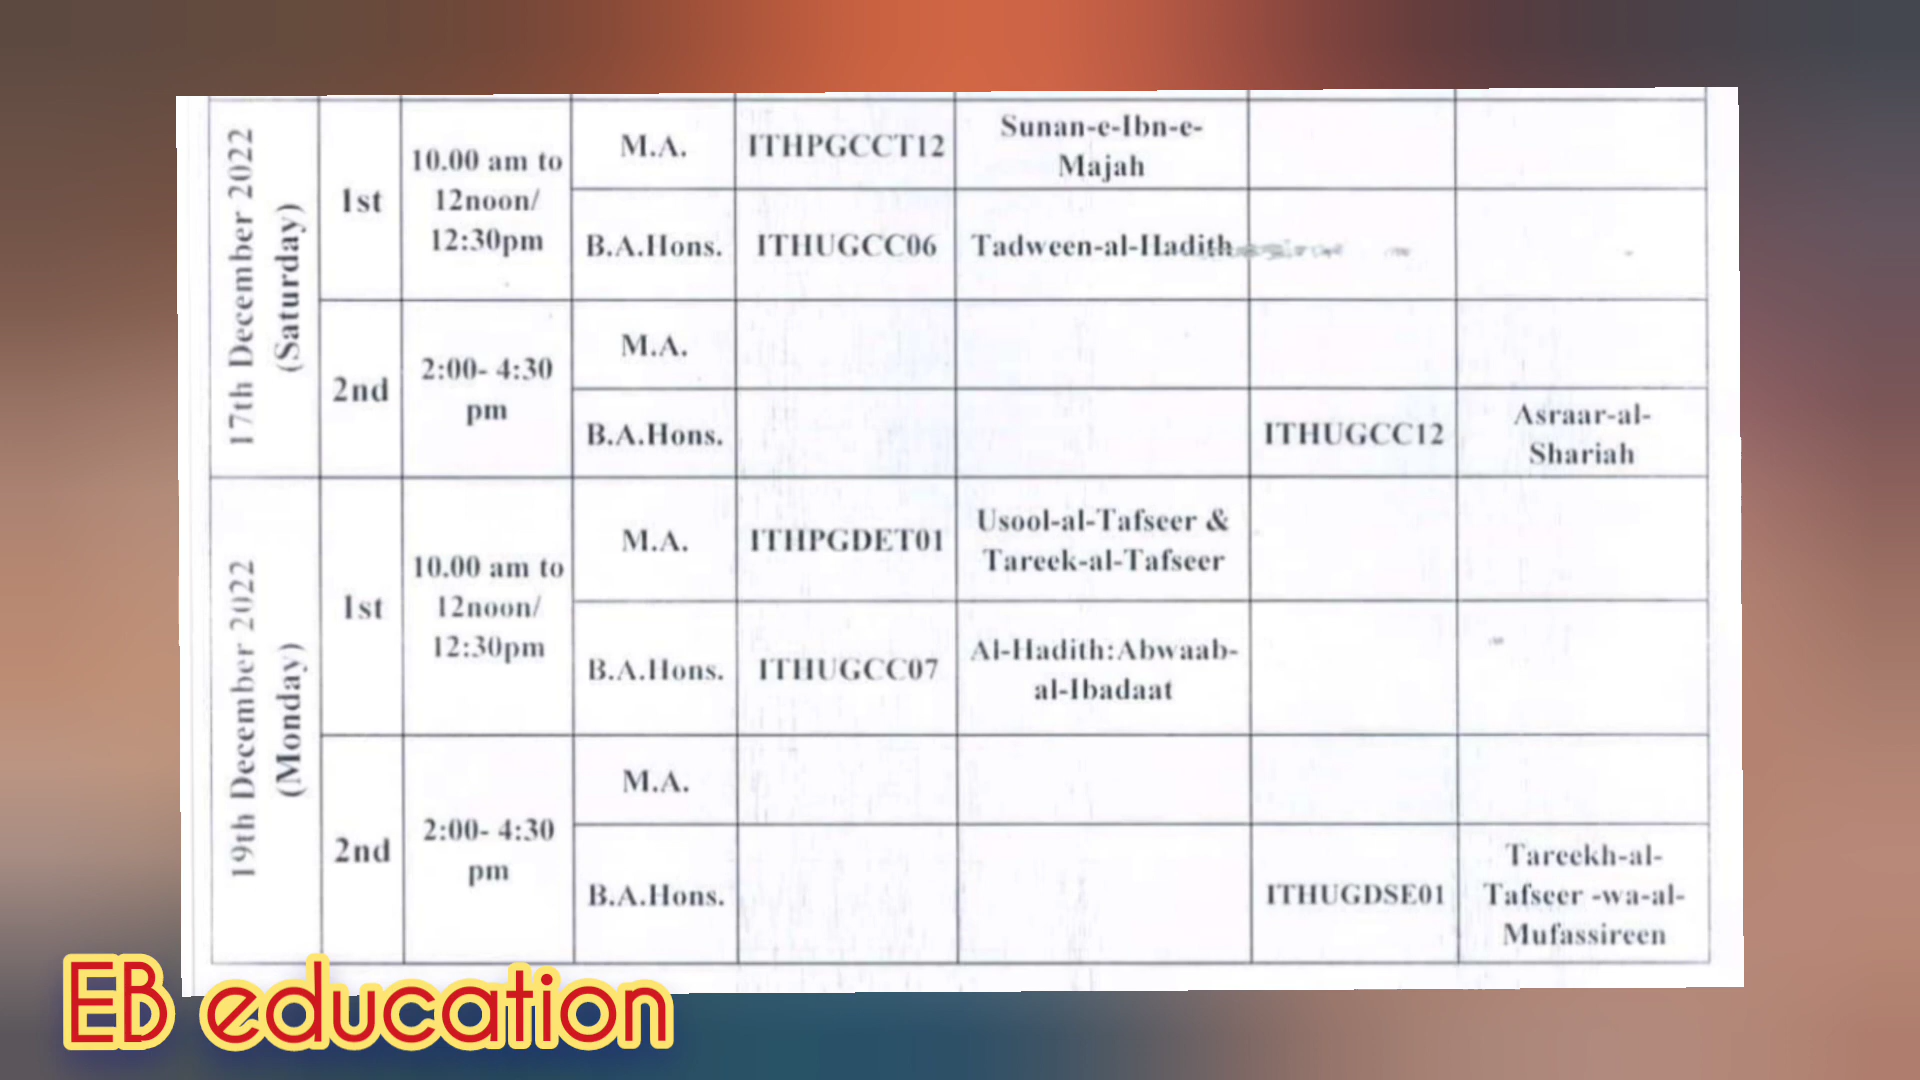 17th December 2022
(Saturday)
1st
10.00 am to
12noon/
12:30pm
M.A.
ITHPGCCT12
Sunan-e-Ibn-e-
Majah
B.A.Hons.
ITHUGCC06
Tadween-al-Hadith
2nd
2:00- 4:30
pm
M.A.
B.A.Hons.
ITHUGCC12
Asraar-al-
Shariah
19th December 2022
(Monday)
1st
10.00 am to
12noon/
12:30pm
M.A.
ITHPGDET01
Usool-al-Tafseer &
Tareek-al-Tafseer
B.A.Hons.
ITHUGCC07
Al-Hadith:Abwaab-
al-Ibadaat
2nd
2:00- 4:30
pm
M.A.
B.A.Hons.
ITHUGDSE01
Tareekh-al-
Tafseer -wa-al-
Mufassireen
EB education